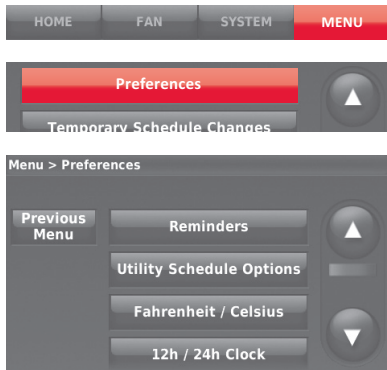 HOME FAN SYSTEM MENU
Preferences
Temporary Schedule Changes
Menu > Preferences
Previous
Menu
Reminders
Utility Schedule Options
Fahrenheit / Celsius
12h / 24h Clock